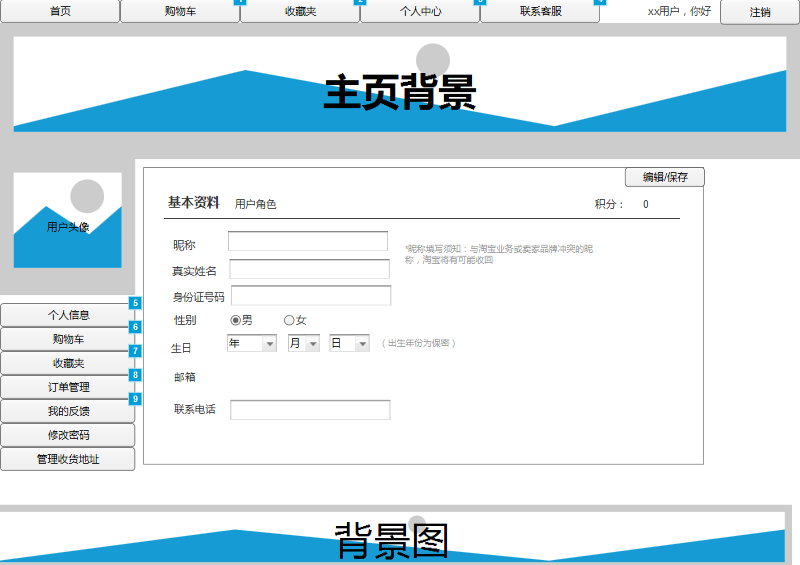 首页 购物车 收藏夹 个人中心 联系客服 xx用户，你好 注销
主页背景
用户头像
编辑/保存
基本资料 用户角色 积分： 0
昵称
*昵称填写须知：与淘宝业务或卖家品牌冲突的昵
称，淘宝将有可能收回
真实姓名
身份证号码
性别 男 女
生日 年 月 日 （出生年份为保密）
邮箱
联系电话
5
个人信息
6
购物车
7
收藏夹
8
订单管理
9
我的反馈
修改密码
管理收货地址
背景图